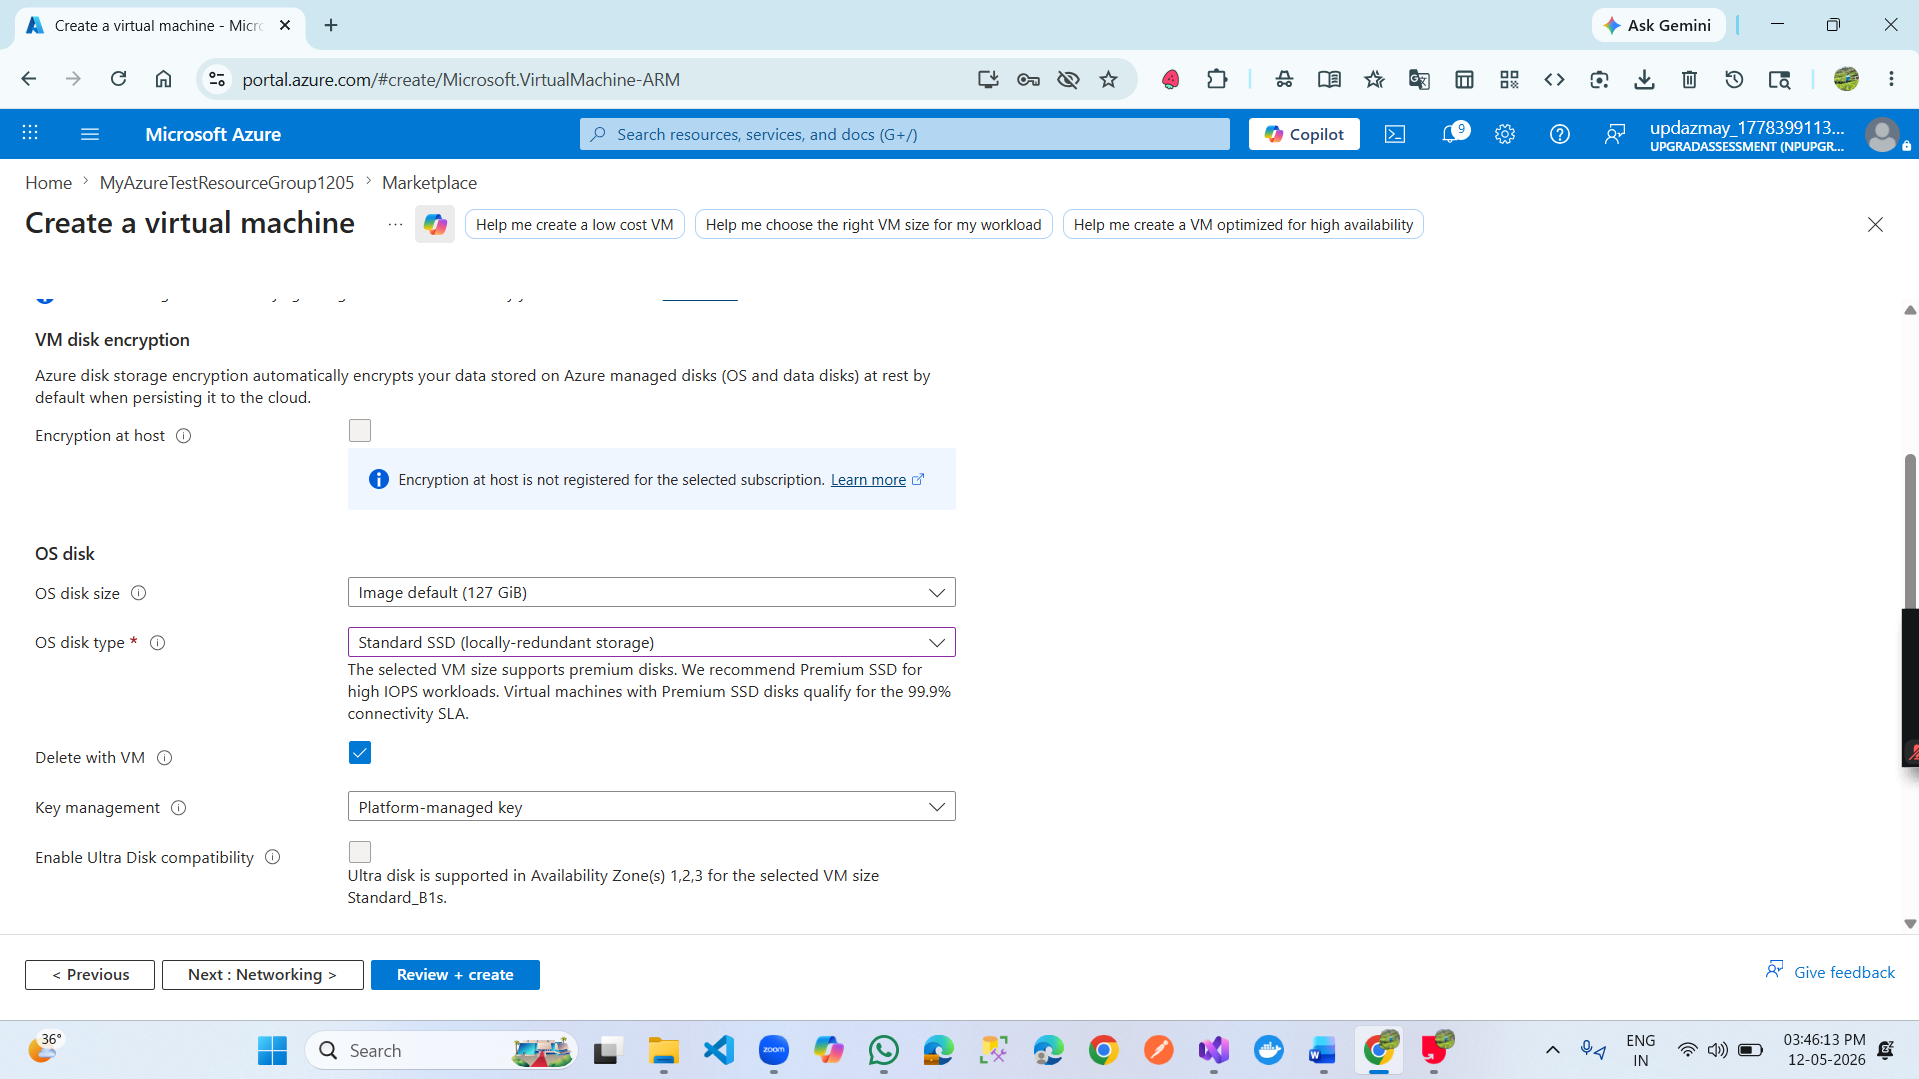 Create a virtual machine - Micr
Ask Gemini
portal.azure.com/#create/Microsoft.VirtualMachine-ARM
Microsoft Azure
Search resources, services, and docs (G+/)
Copilot
9
updazmay_1778399113...
UPGRADASSESSMENT (NPUPGR...
Home > MyAzureTestResourceGroup1205 > Marketplace
Create a virtual machine
...
Help me create a low cost VM
Help me choose the right VM size for my workload
Help me create a VM optimized for high availability
VM disk encryption
Azure disk storage encryption automatically encrypts your data stored on Azure managed disks (OS and data disks) at rest by
default when persisting it to the cloud.
Encryption at host
Encryption at host is not registered for the selected subscription. Learn more
OS disk
OS disk size
Image default (127 GiB)
OS disk type *
Standard SSD (locally-redundant storage)
The selected VM size supports premium disks. We recommend Premium SSD for
high IOPS workloads. Virtual machines with Premium SSD disks qualify for the 99.9%
connectivity SLA.
Delete with VM
Key management
Platform-managed key
Enable Ultra Disk compatibility
Ultra disk is supported in Availability Zone(s) 1,2,3 for the selected VM size
Standard_B1s.
< Previous
Next : Networking >
Review + create
Give feedback
36°
Search
zoom
ENG
IN
03:46:13 PM
12-05-2026